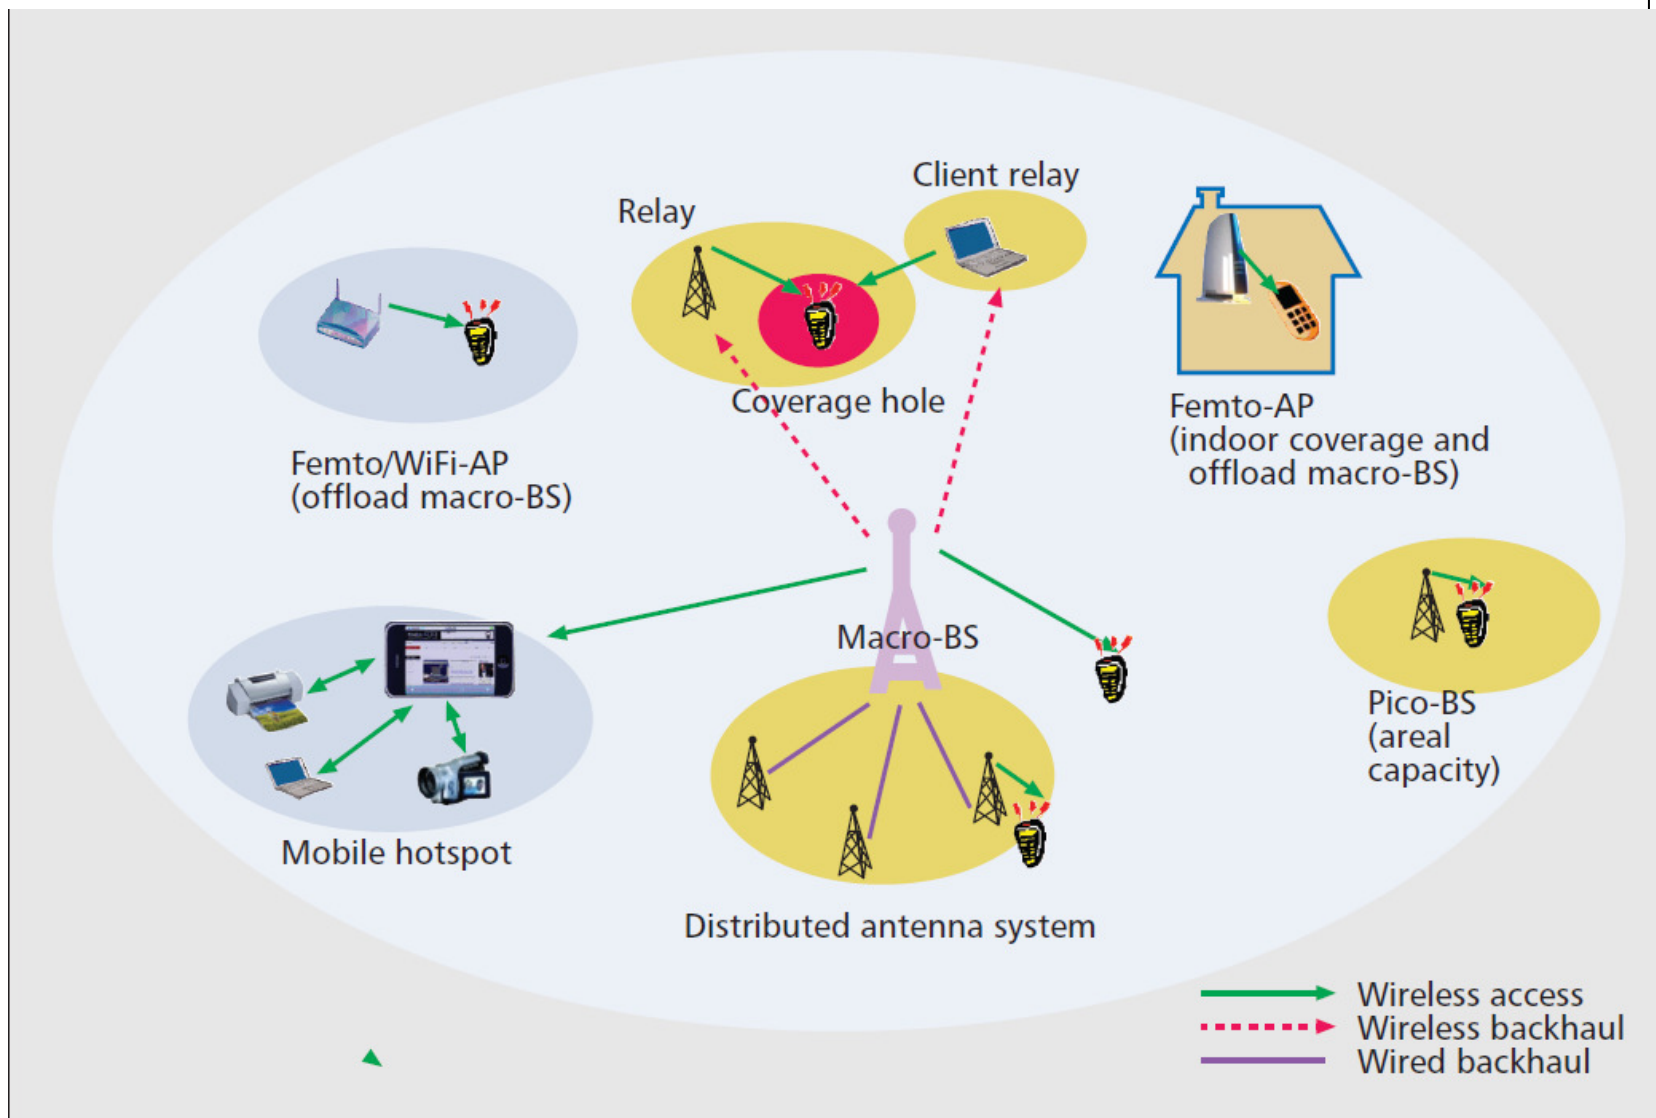 Client relay
Relay
Coverage hole
Femto-AP
(indoor coverage and
offload macro-BS)
Femto/WiFi-AP
(offload macro-BS)
Macro-BS
Pico-BS
(areal
capacity)
Mobile hotspot
Distributed antenna system
Wireless access
Wireless backhaul
Wired backhaul